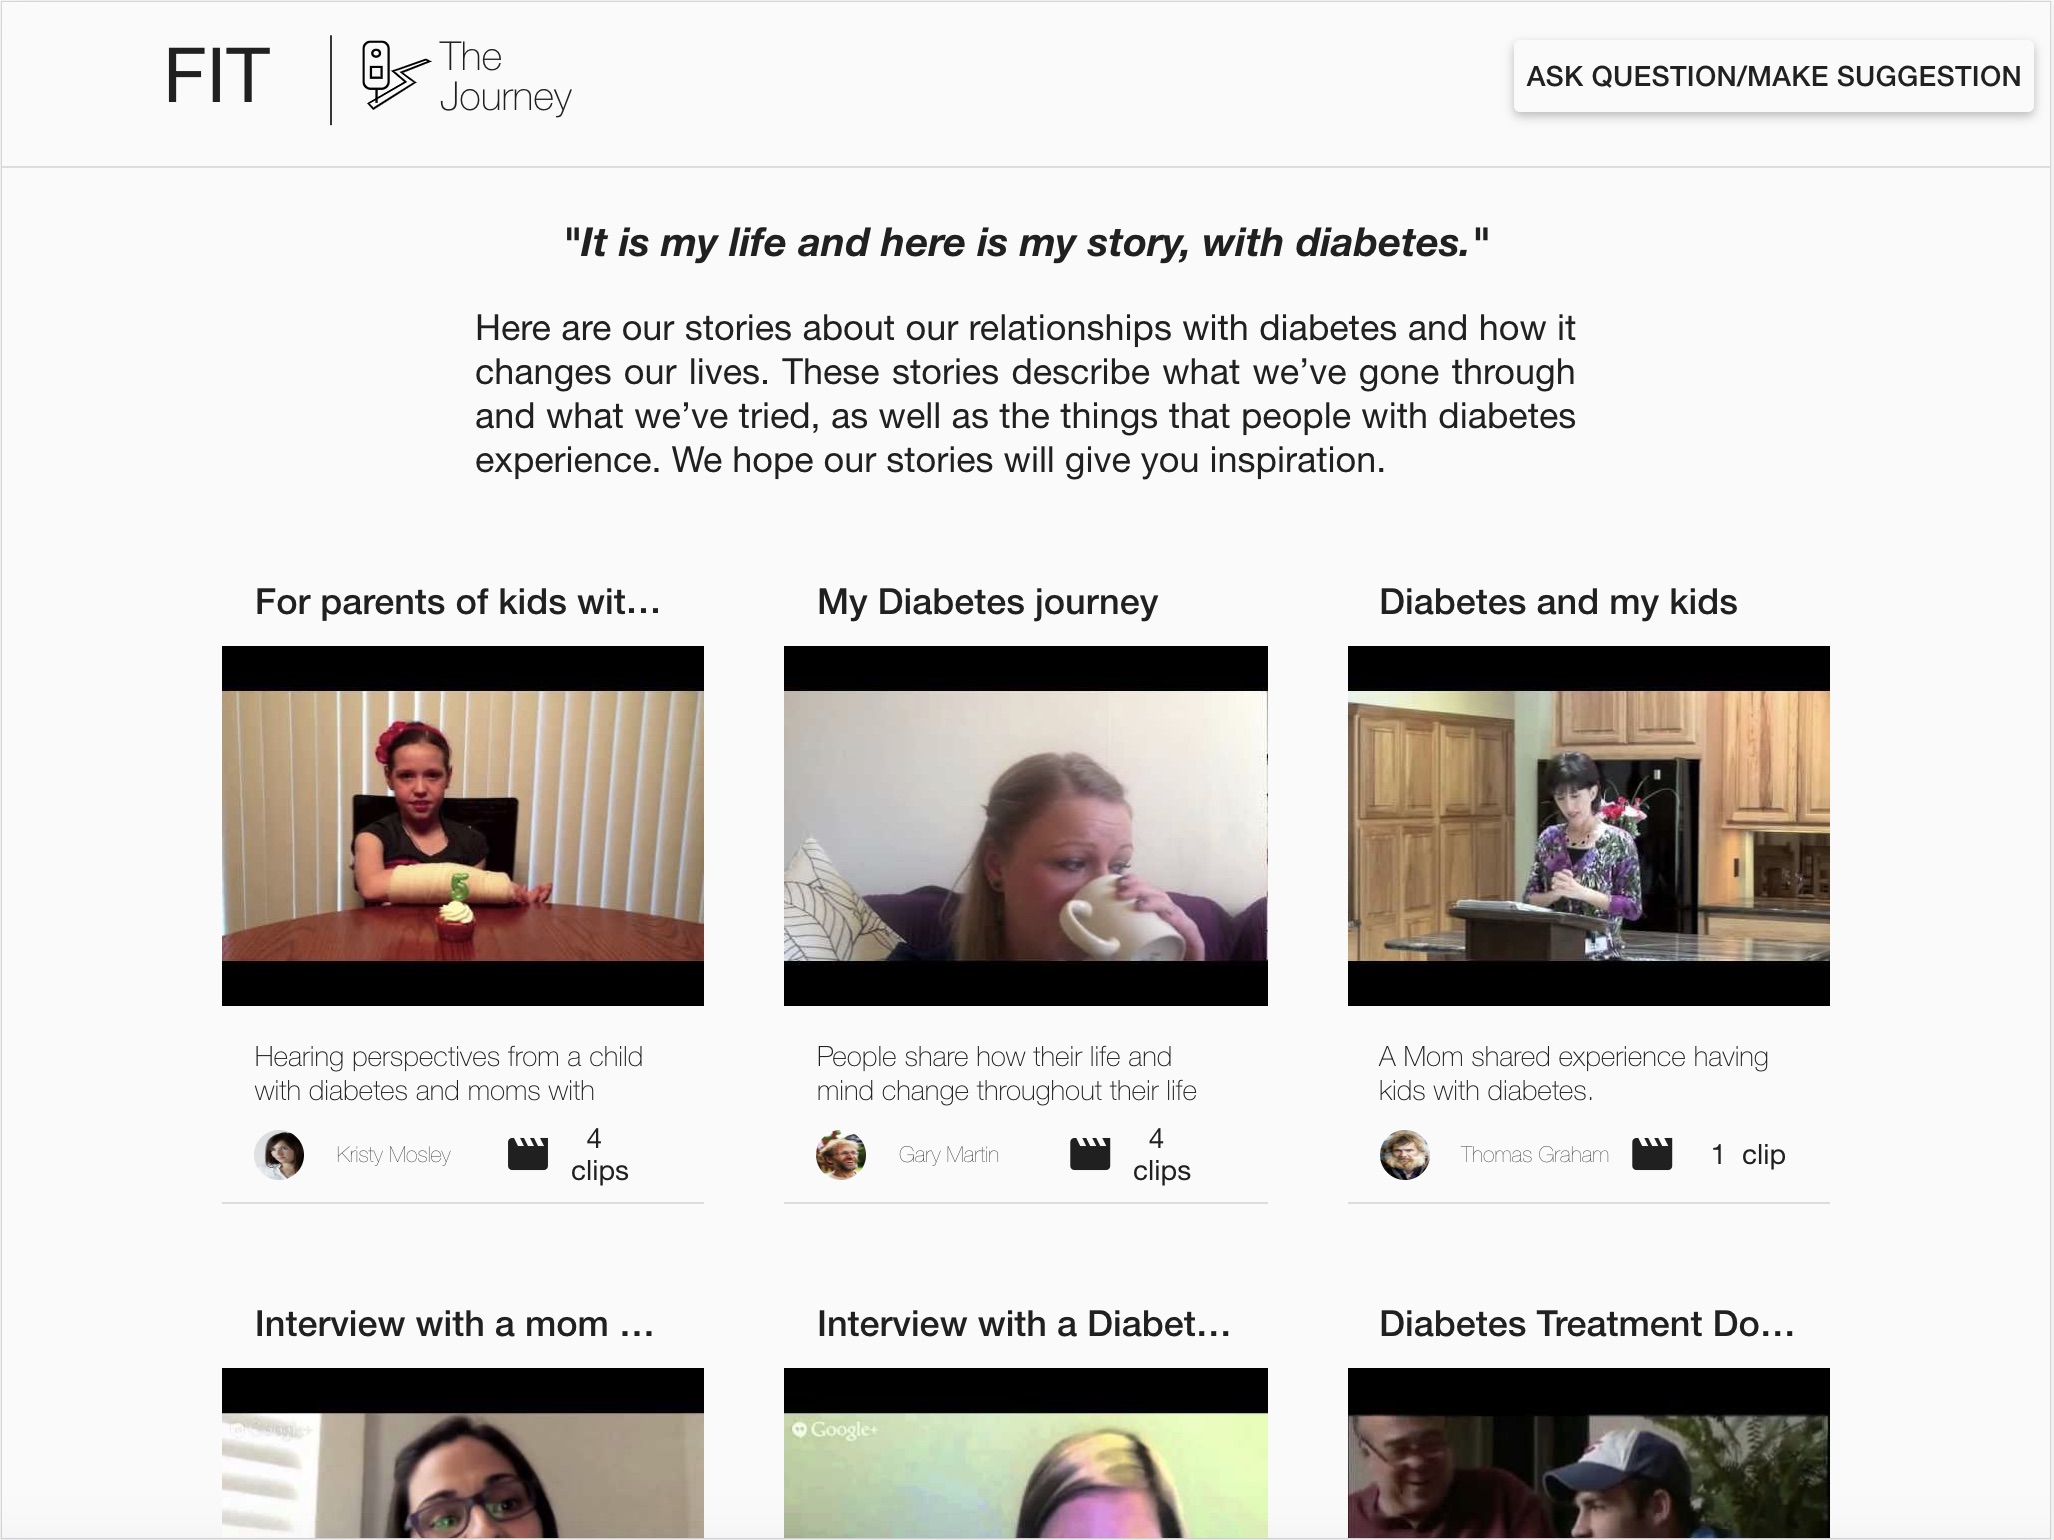 FIT
The
Journey
ASK QUESTION/MAKE SUGGESTION
"It is my life and here is my story, with diabetes."
Here are our stories about our relationships with diabetes and how it
changes our lives. These stories describe what we’ve gone through
and what we’ve tried, as well as the things that people with diabetes
experience. We hope our stories will give you inspiration.
For parents of kids wit…
My Diabetes journey
Diabetes and my kids
5
Hearing perspectives from a child
with diabetes and moms with
People share how their life and
mind change throughout their life
A Mom shared experience having
kids with diabetes.
Kristy Mosley
4
clips
Gary Martin
4
clips
Thomas Graham
1 clip
Interview with a mom …
Interview with a Diabet…
Diabetes Treatment Do…
Google+
Google+